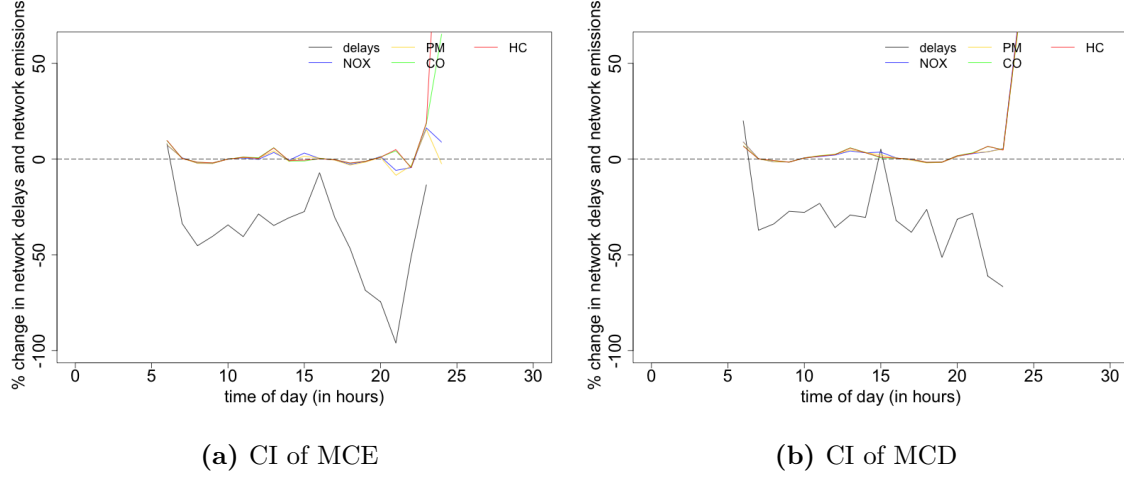 % change in network delays and network emissions
50
0
-50
-100
delays
PM
HC
NOX
CO
0 5 10 15 20 25 30
time of day (in hours)
(a) CI of MCE
% change in network delays and network emissions
50
0
-50
-100
delays
PM
HC
NOX
CO
0 5 10 15 20 25 30
time of day (in hours)
(b) CI of MCD